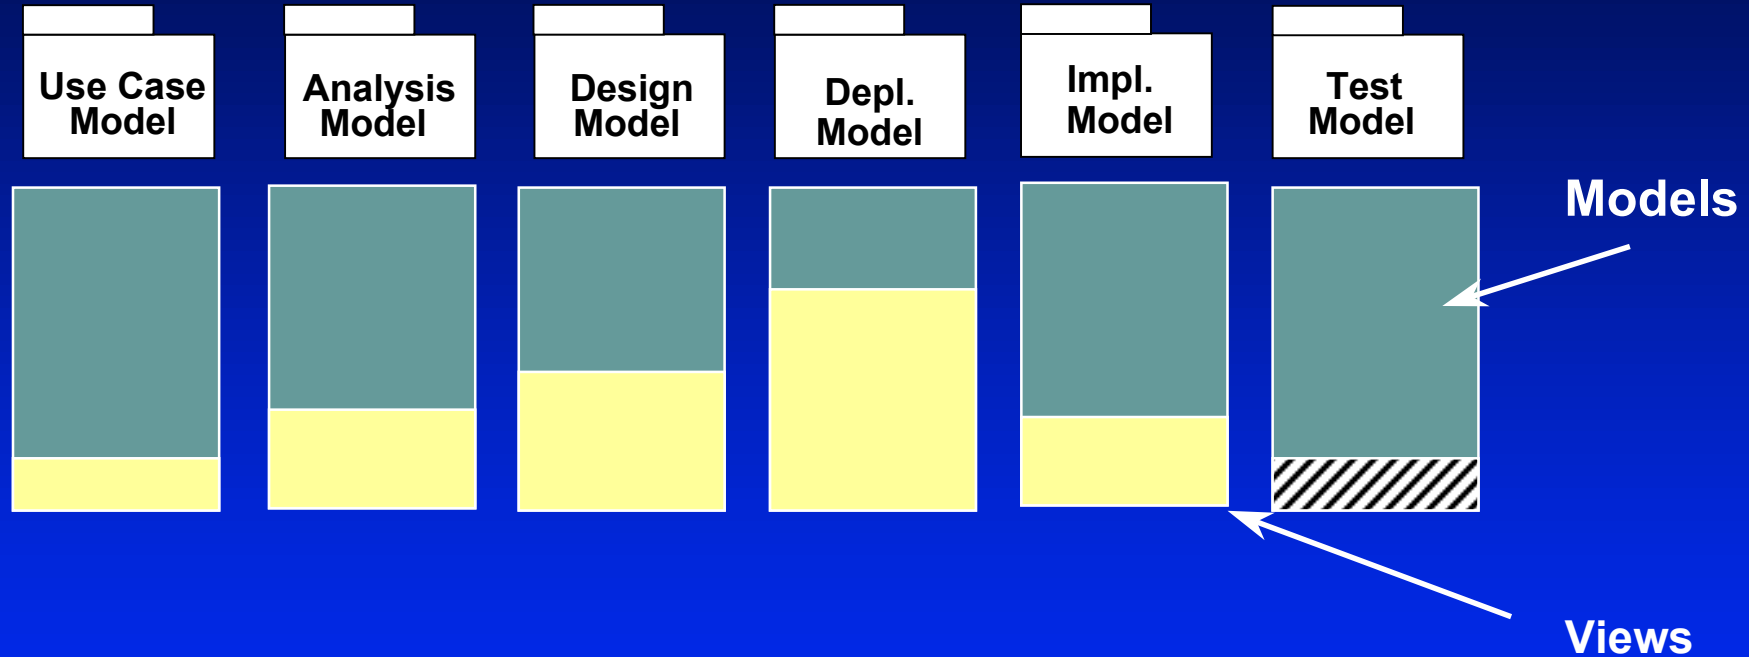 Use Case
Model
Analysis
Model
Design
Model
Depl.
Model
Impl.
Model
Test
Model
Models
Views